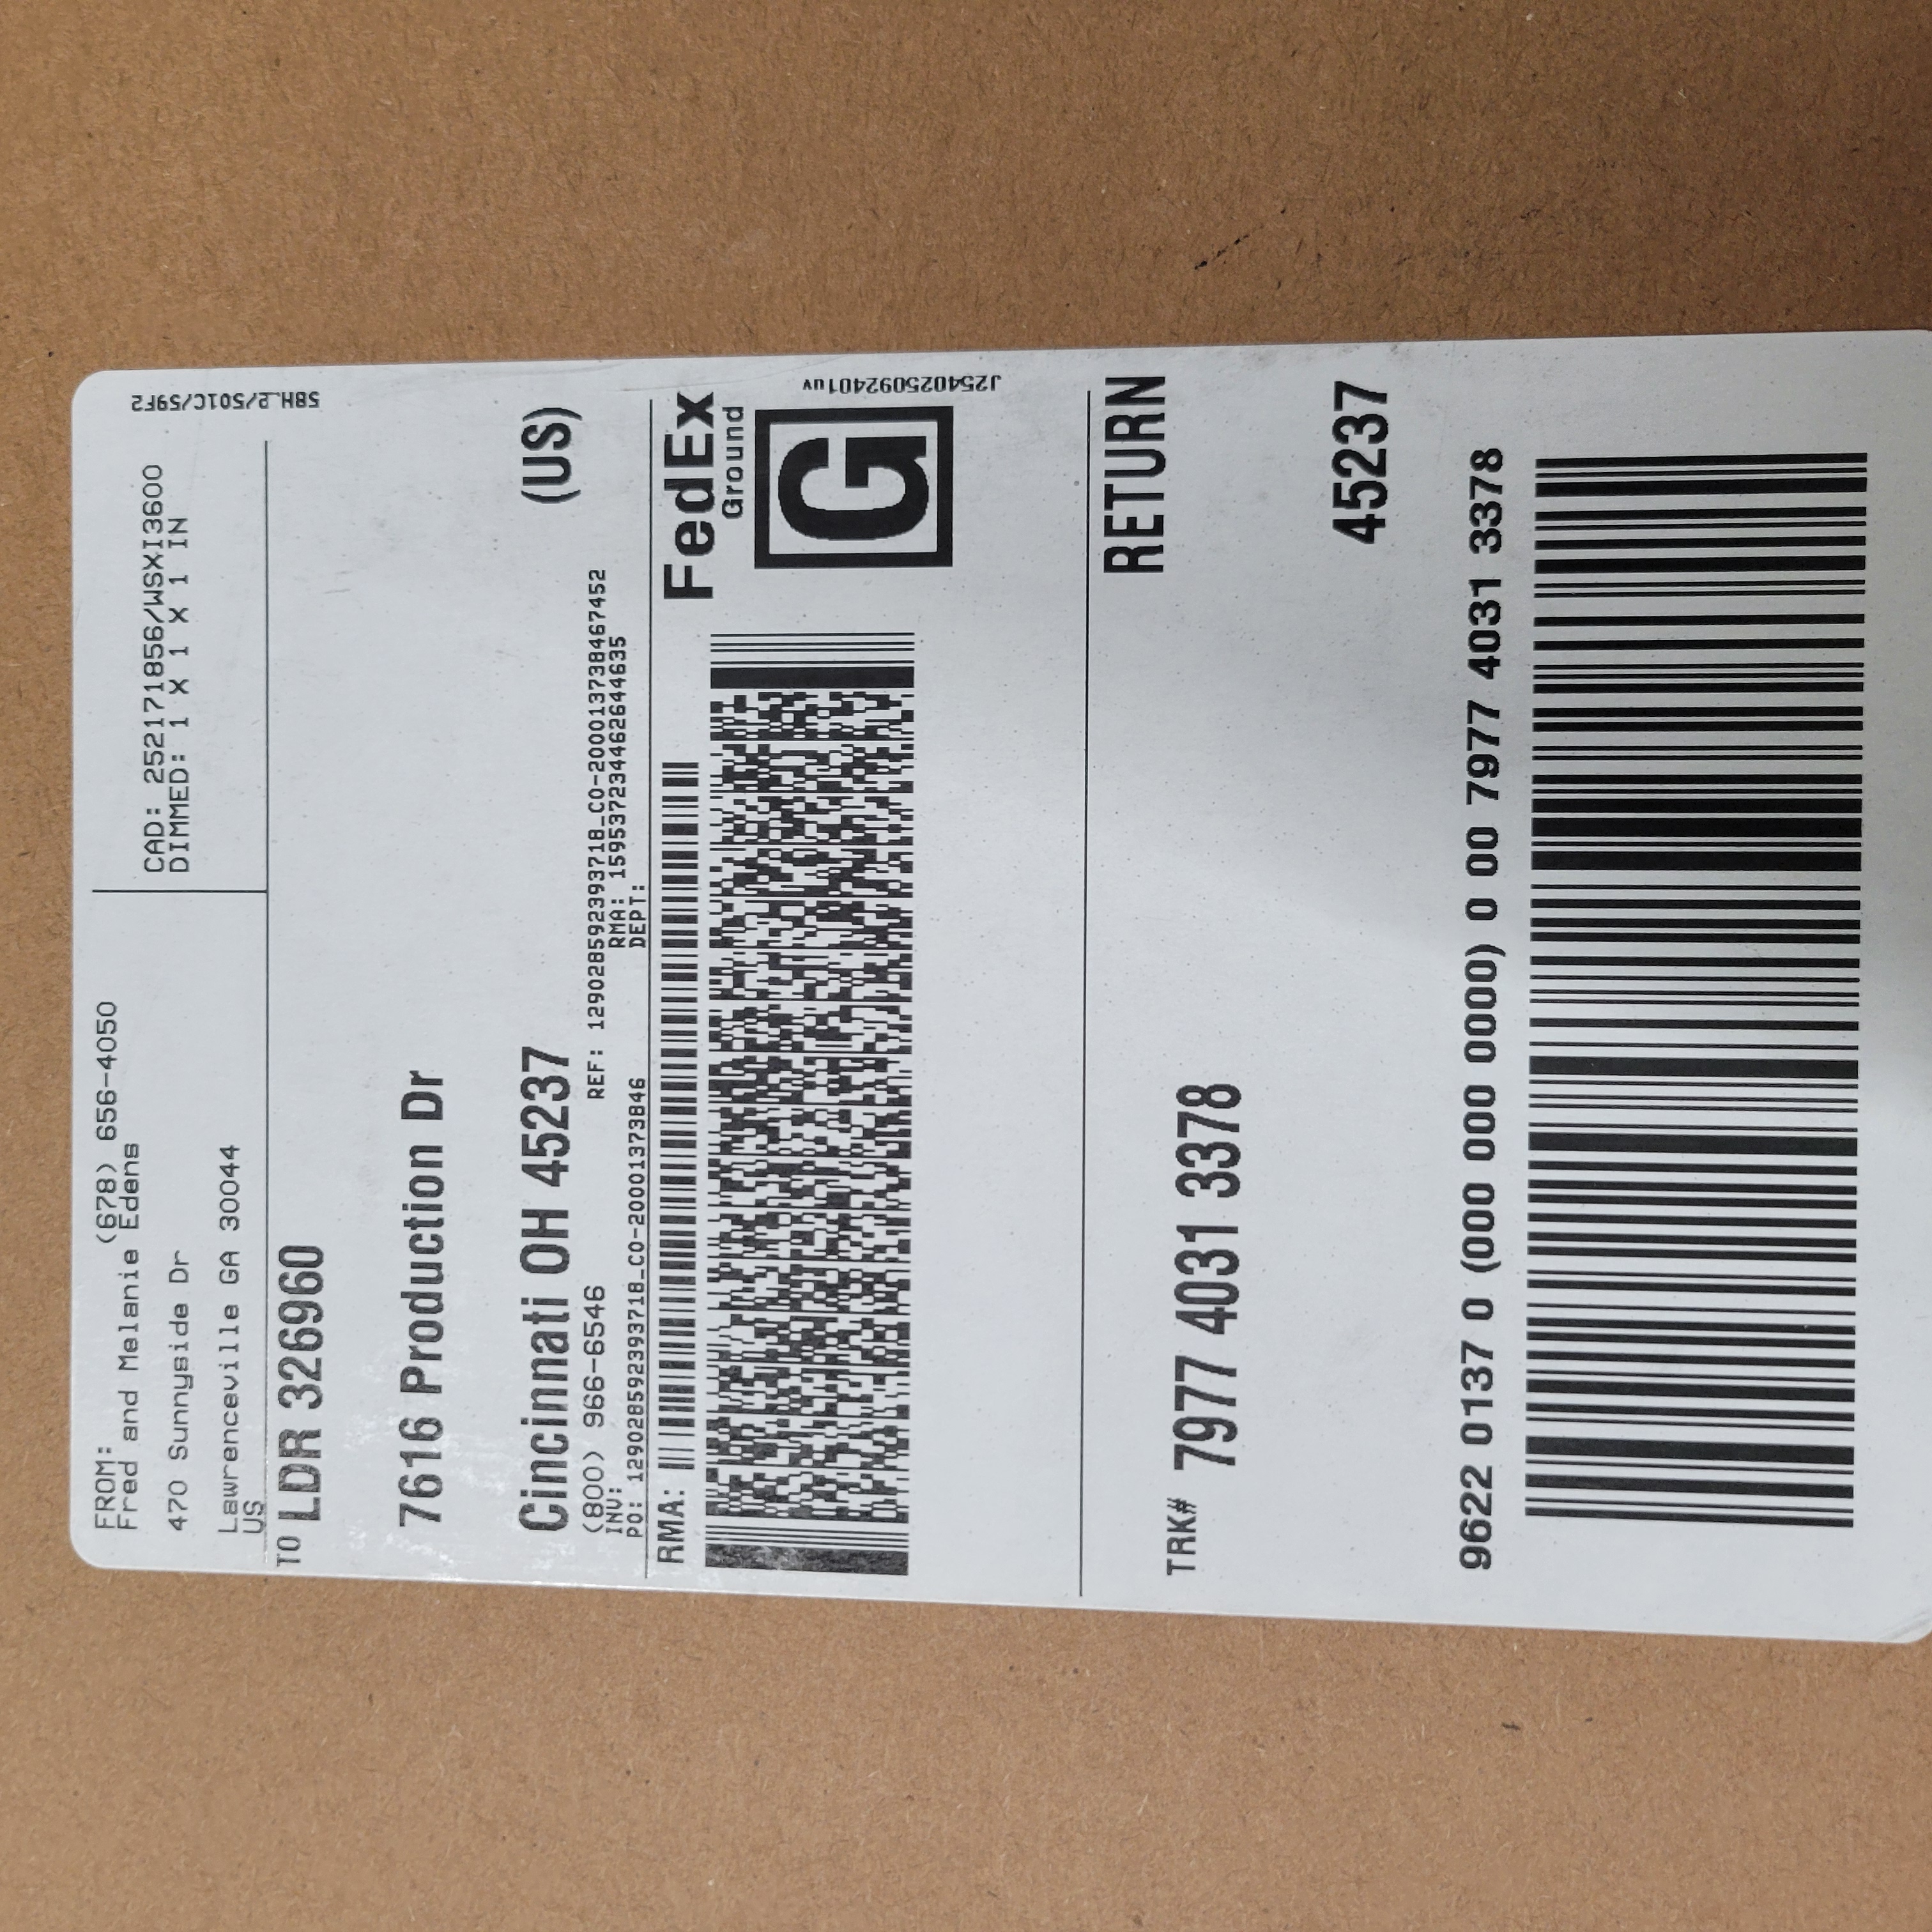 FROM: (678) 656-4050
Fred and Melanie Edens
470 Sunnyside Dr
Lawrenceville GA 30044
US
CAD: 252171856/WSXI3600
DIMMED: 1 X 1 X 1 IN
58H_2/501C/59F2
TO LDR 326960
7616 Production Dr
Cincinnati OH 45237 (US)
(800) 966-6546 REF: 129028592393718_CO-20001373846​7452
INV: RMA: 159537234462644635
PO: 129028592393718_CO-20001373846 DEPT:
RMA:
FedEx
Ground
G
J254025092401uv
RETURN
TRK# 7977 4031 3378
45237
9622 0137 0 (000 000 0000) 0 00 7977 4031 3378